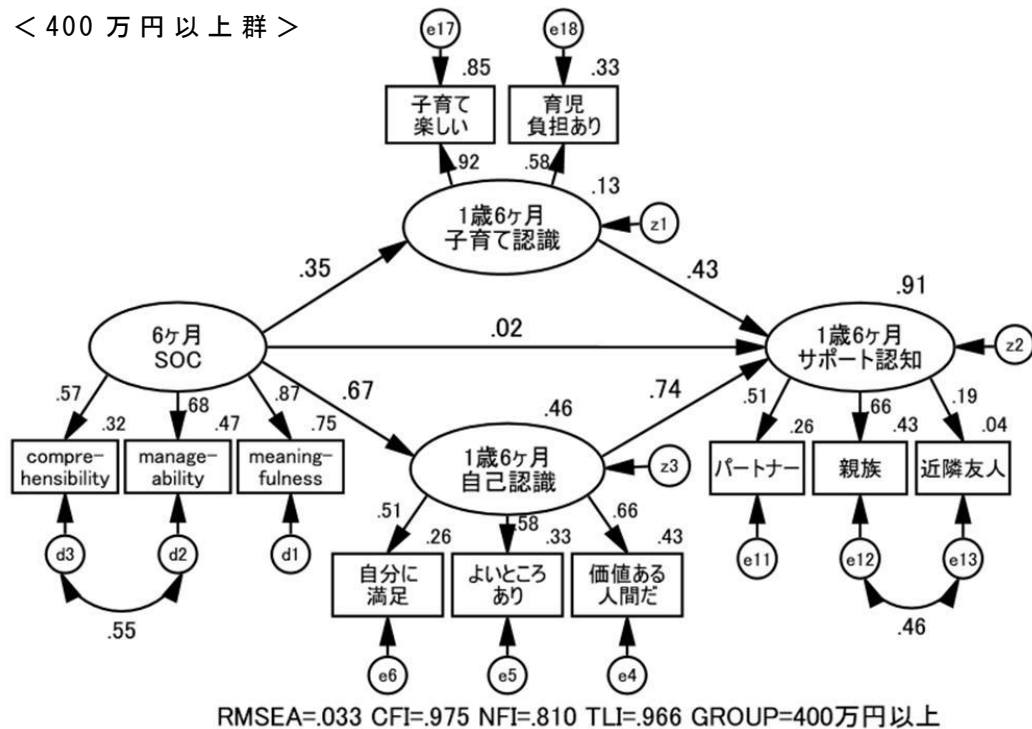 ＜400 万 円 以 上 群＞
e17
e18
.85
.33
子育て
楽しい
育児
負担あり
.92
.58
.13
1歳6ヶ月
子育て認識
z1
.35
.43
.91
6ヶ月
SOC
.02
1歳6ヶ月
サポート認知
z2
.57
.68
.87
.67
.74
.51
.66
.19
.32
.47
.75
.46
.26
.43
.04
compre-
hensibility
manage-
ability
meaning-
fulness
1歳6ヶ月
自己認識
z3
パートナー
親族
近隣友人
.51
.58
.66
d3
d2
d1
.26
.33
.43
e11
e12
e13
自分に
満足
よいところ
あり
価値ある
人間だ
.55
.46
e6
e5
e4
RMSEA=.033 CFI=.975 NFI=.810 TLI=.966 GROUP=400万円以上